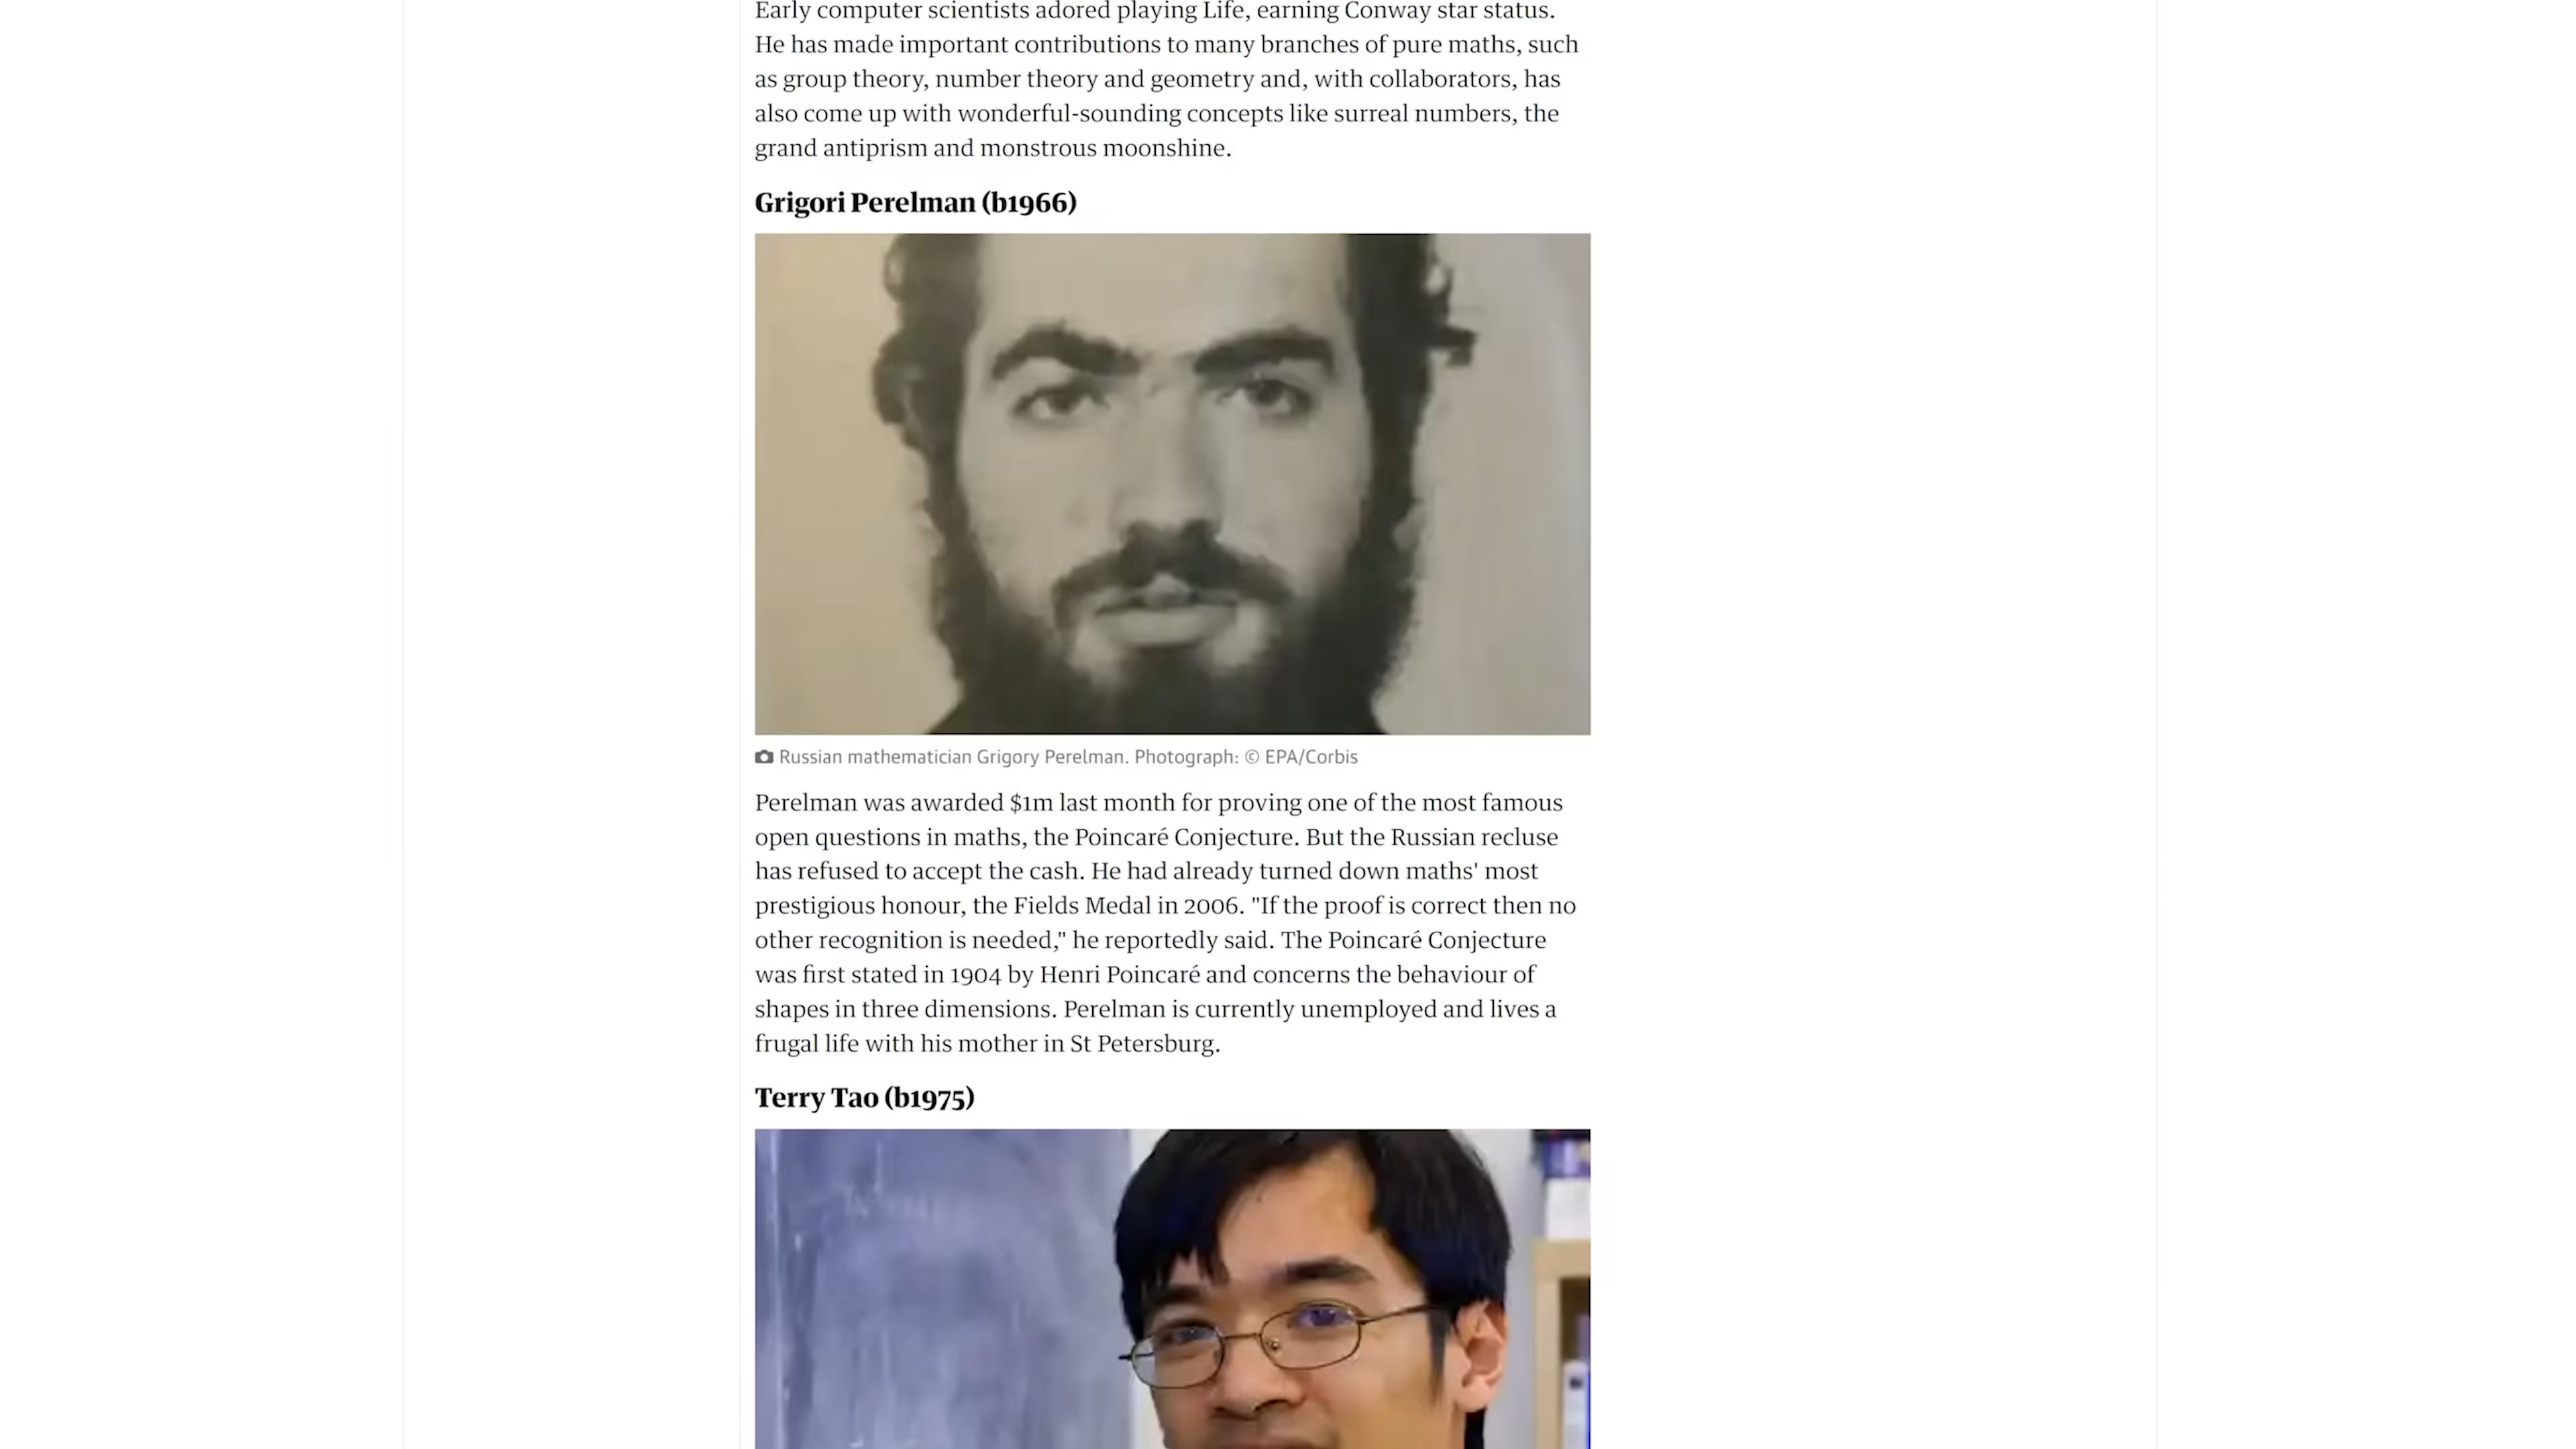 Early computer scientists adored playing Life, earning Conway star status.
He has made important contributions to many branches of pure maths, such
as group theory, number theory and geometry and, with collaborators, has
also come up with wonderful-sounding concepts like surreal numbers, the
grand antiprism and monstrous moonshine.
Grigori Perelman (b1966)
Russian mathematician Grigory Perelman. Photograph: © EPA/Corbis
Perelman was awarded $1m last month for proving one of the most famous
open questions in maths, the Poincaré Conjecture. But the Russian recluse
has refused to accept the cash. He had already turned down maths' most
prestigious honour, the Fields Medal in 2006. "If the proof is correct then no
other recognition is needed," he reportedly said. The Poincaré Conjecture
was first stated in 1904 by Henri Poincaré and concerns the behaviour of
shapes in three dimensions. Perelman is currently unemployed and lives a
frugal life with his mother in St Petersburg.
Terry Tao (b1975)